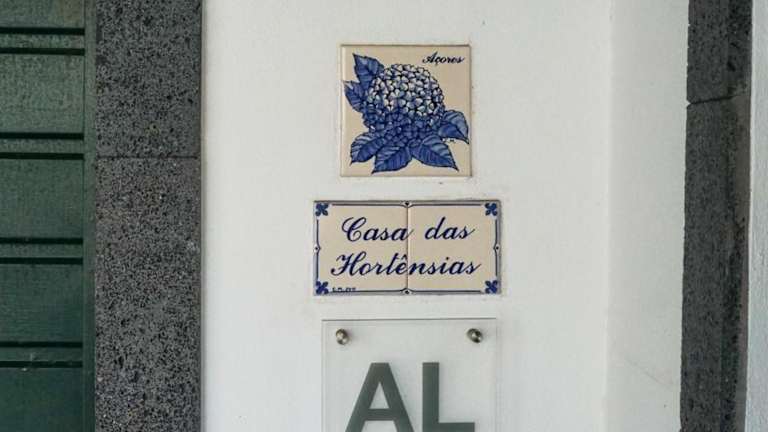 Açores
Casa das
Hortênsias
AL